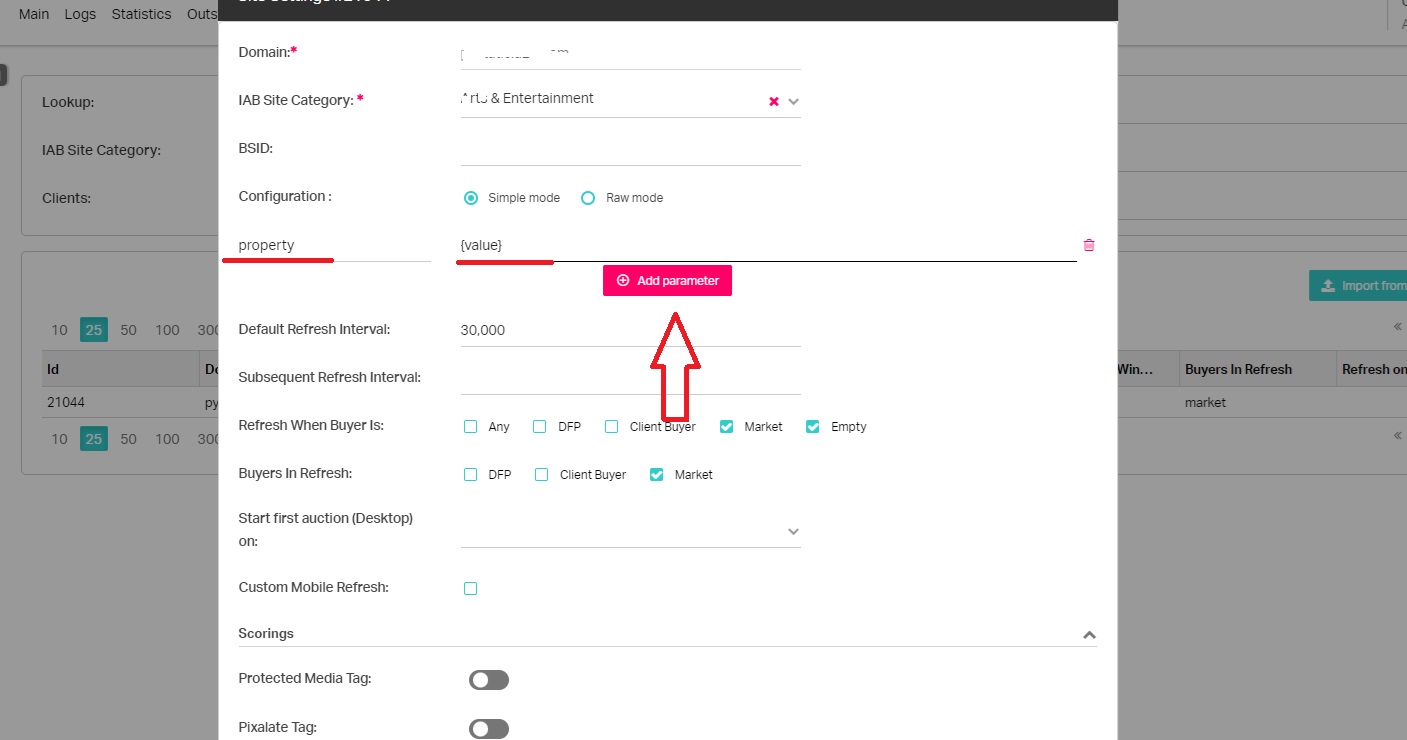 Main Logs Statistics Outs
Domain:*
IAB Site Category: *
& Entertainment
BSID:
Configuration :
Simple mode
Raw mode
property
{value}
Add parameter
Default Refresh Interval:
30,000
Subsequent Refresh Interval:
Refresh When Buyer Is:
Any
DFP
Client Buyer
Market
Empty
Buyers In Refresh:
DFP
Client Buyer
Market
Start first auction (Desktop)
on:
Custom Mobile Refresh:
Scorings
Protected Media Tag:
Pixalate Tag:
Lookup:
IAB Site Category:
Clients:
Import from
10 25 50 100 300
«
Id
Do
Win...
Buyers In Refresh
Refresh on
21044
py
market
10 25 50 100 300
«